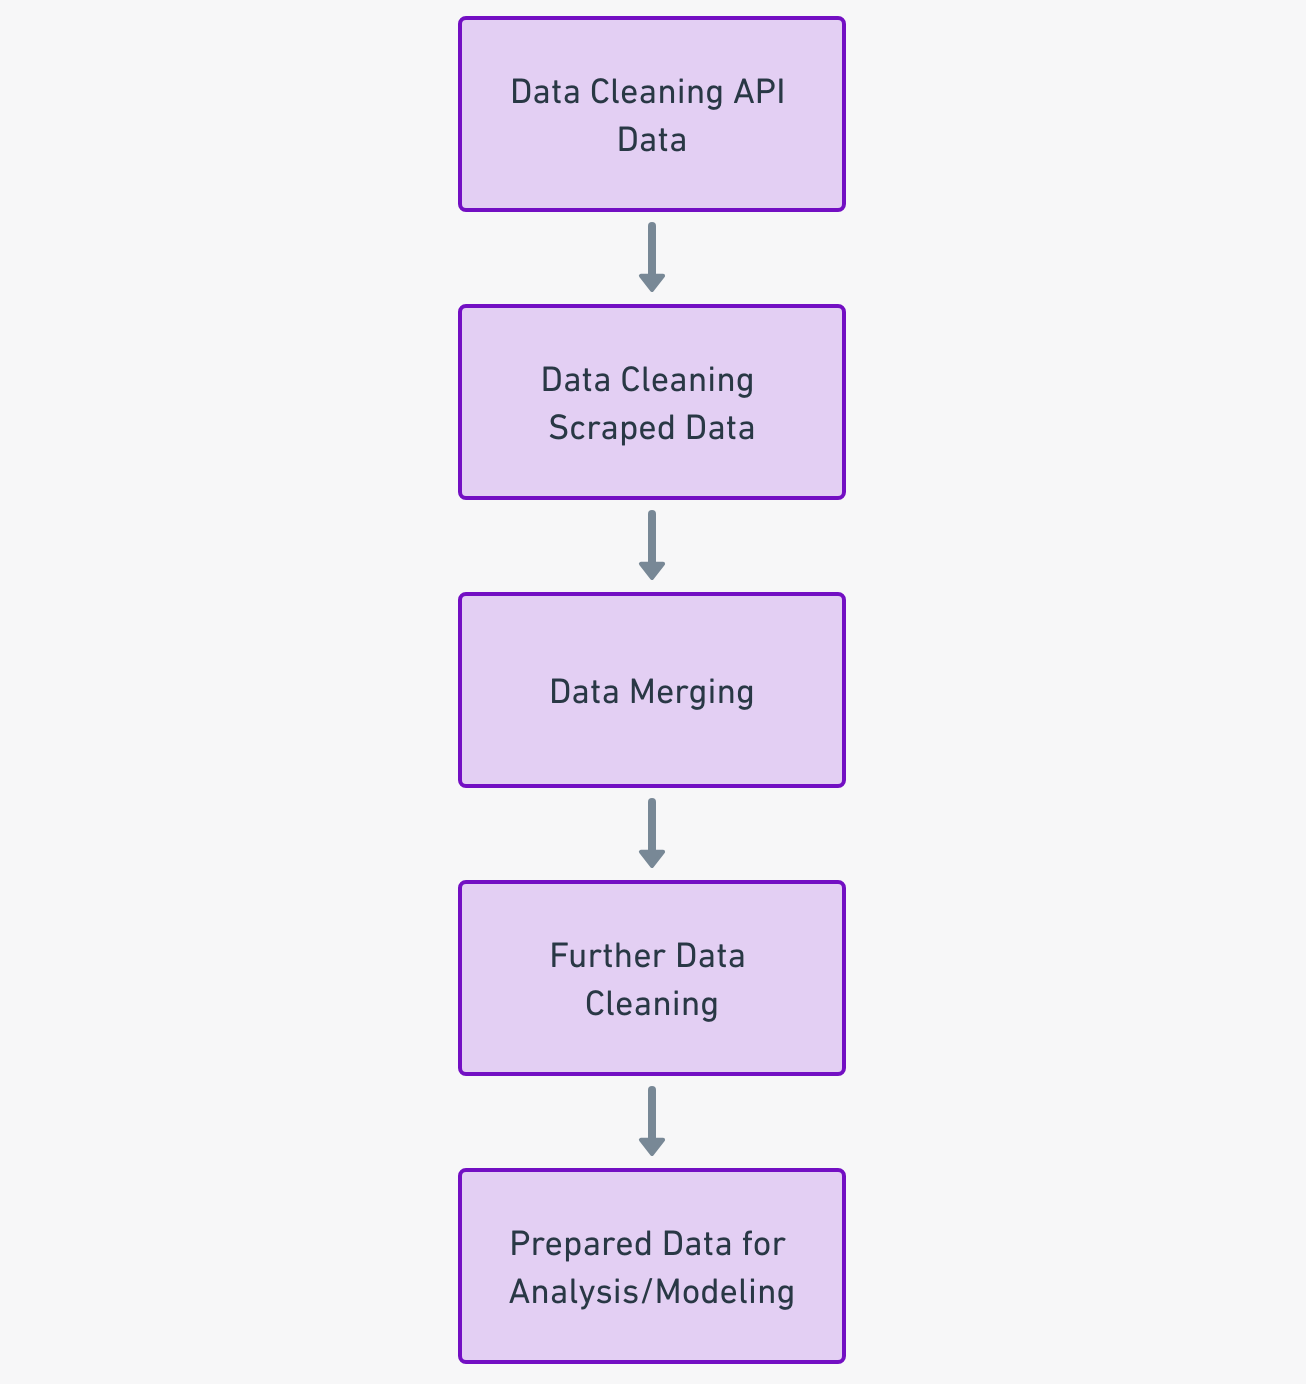 Data Cleaning API
Data
Data Cleaning
Scraped Data
Data Merging
Further Data
Cleaning
Prepared Data for
Analysis/Modeling